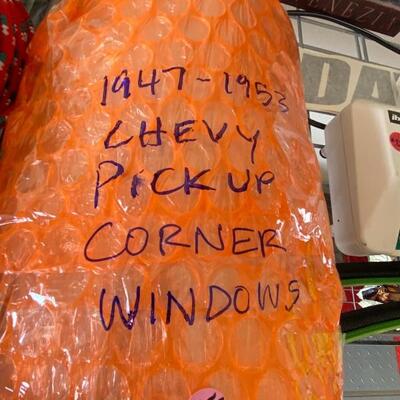 1947-1953
CHEVY
PICKUP
CORNER
WINDOWS